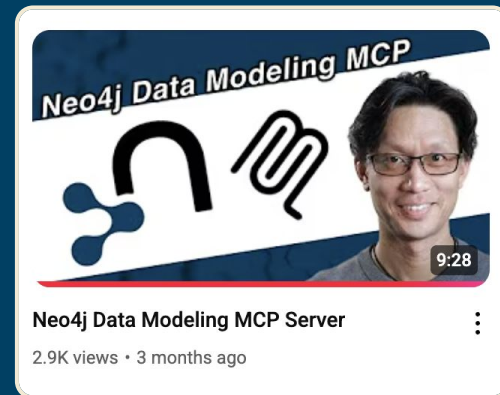 Neo4j Data Modeling MCP
9:28
Neo4j Data Modeling MCP Server
2.9K views • 3 months ago